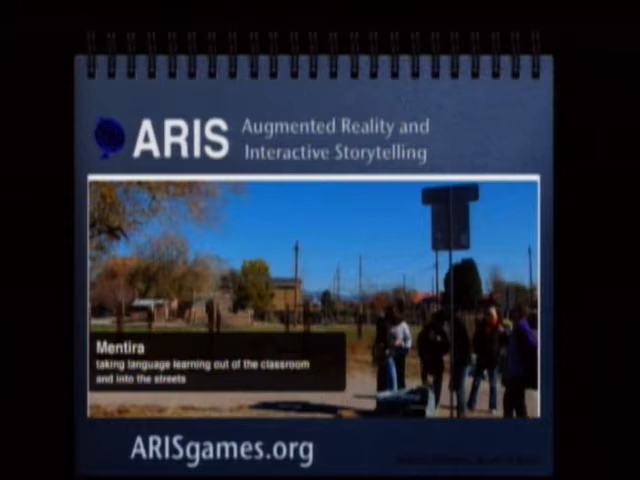 ARIS
Augmented Reality and
Interactive Storytelling
Mentira
taking language learning out of the classroom
and into the streets
ARISgames.org